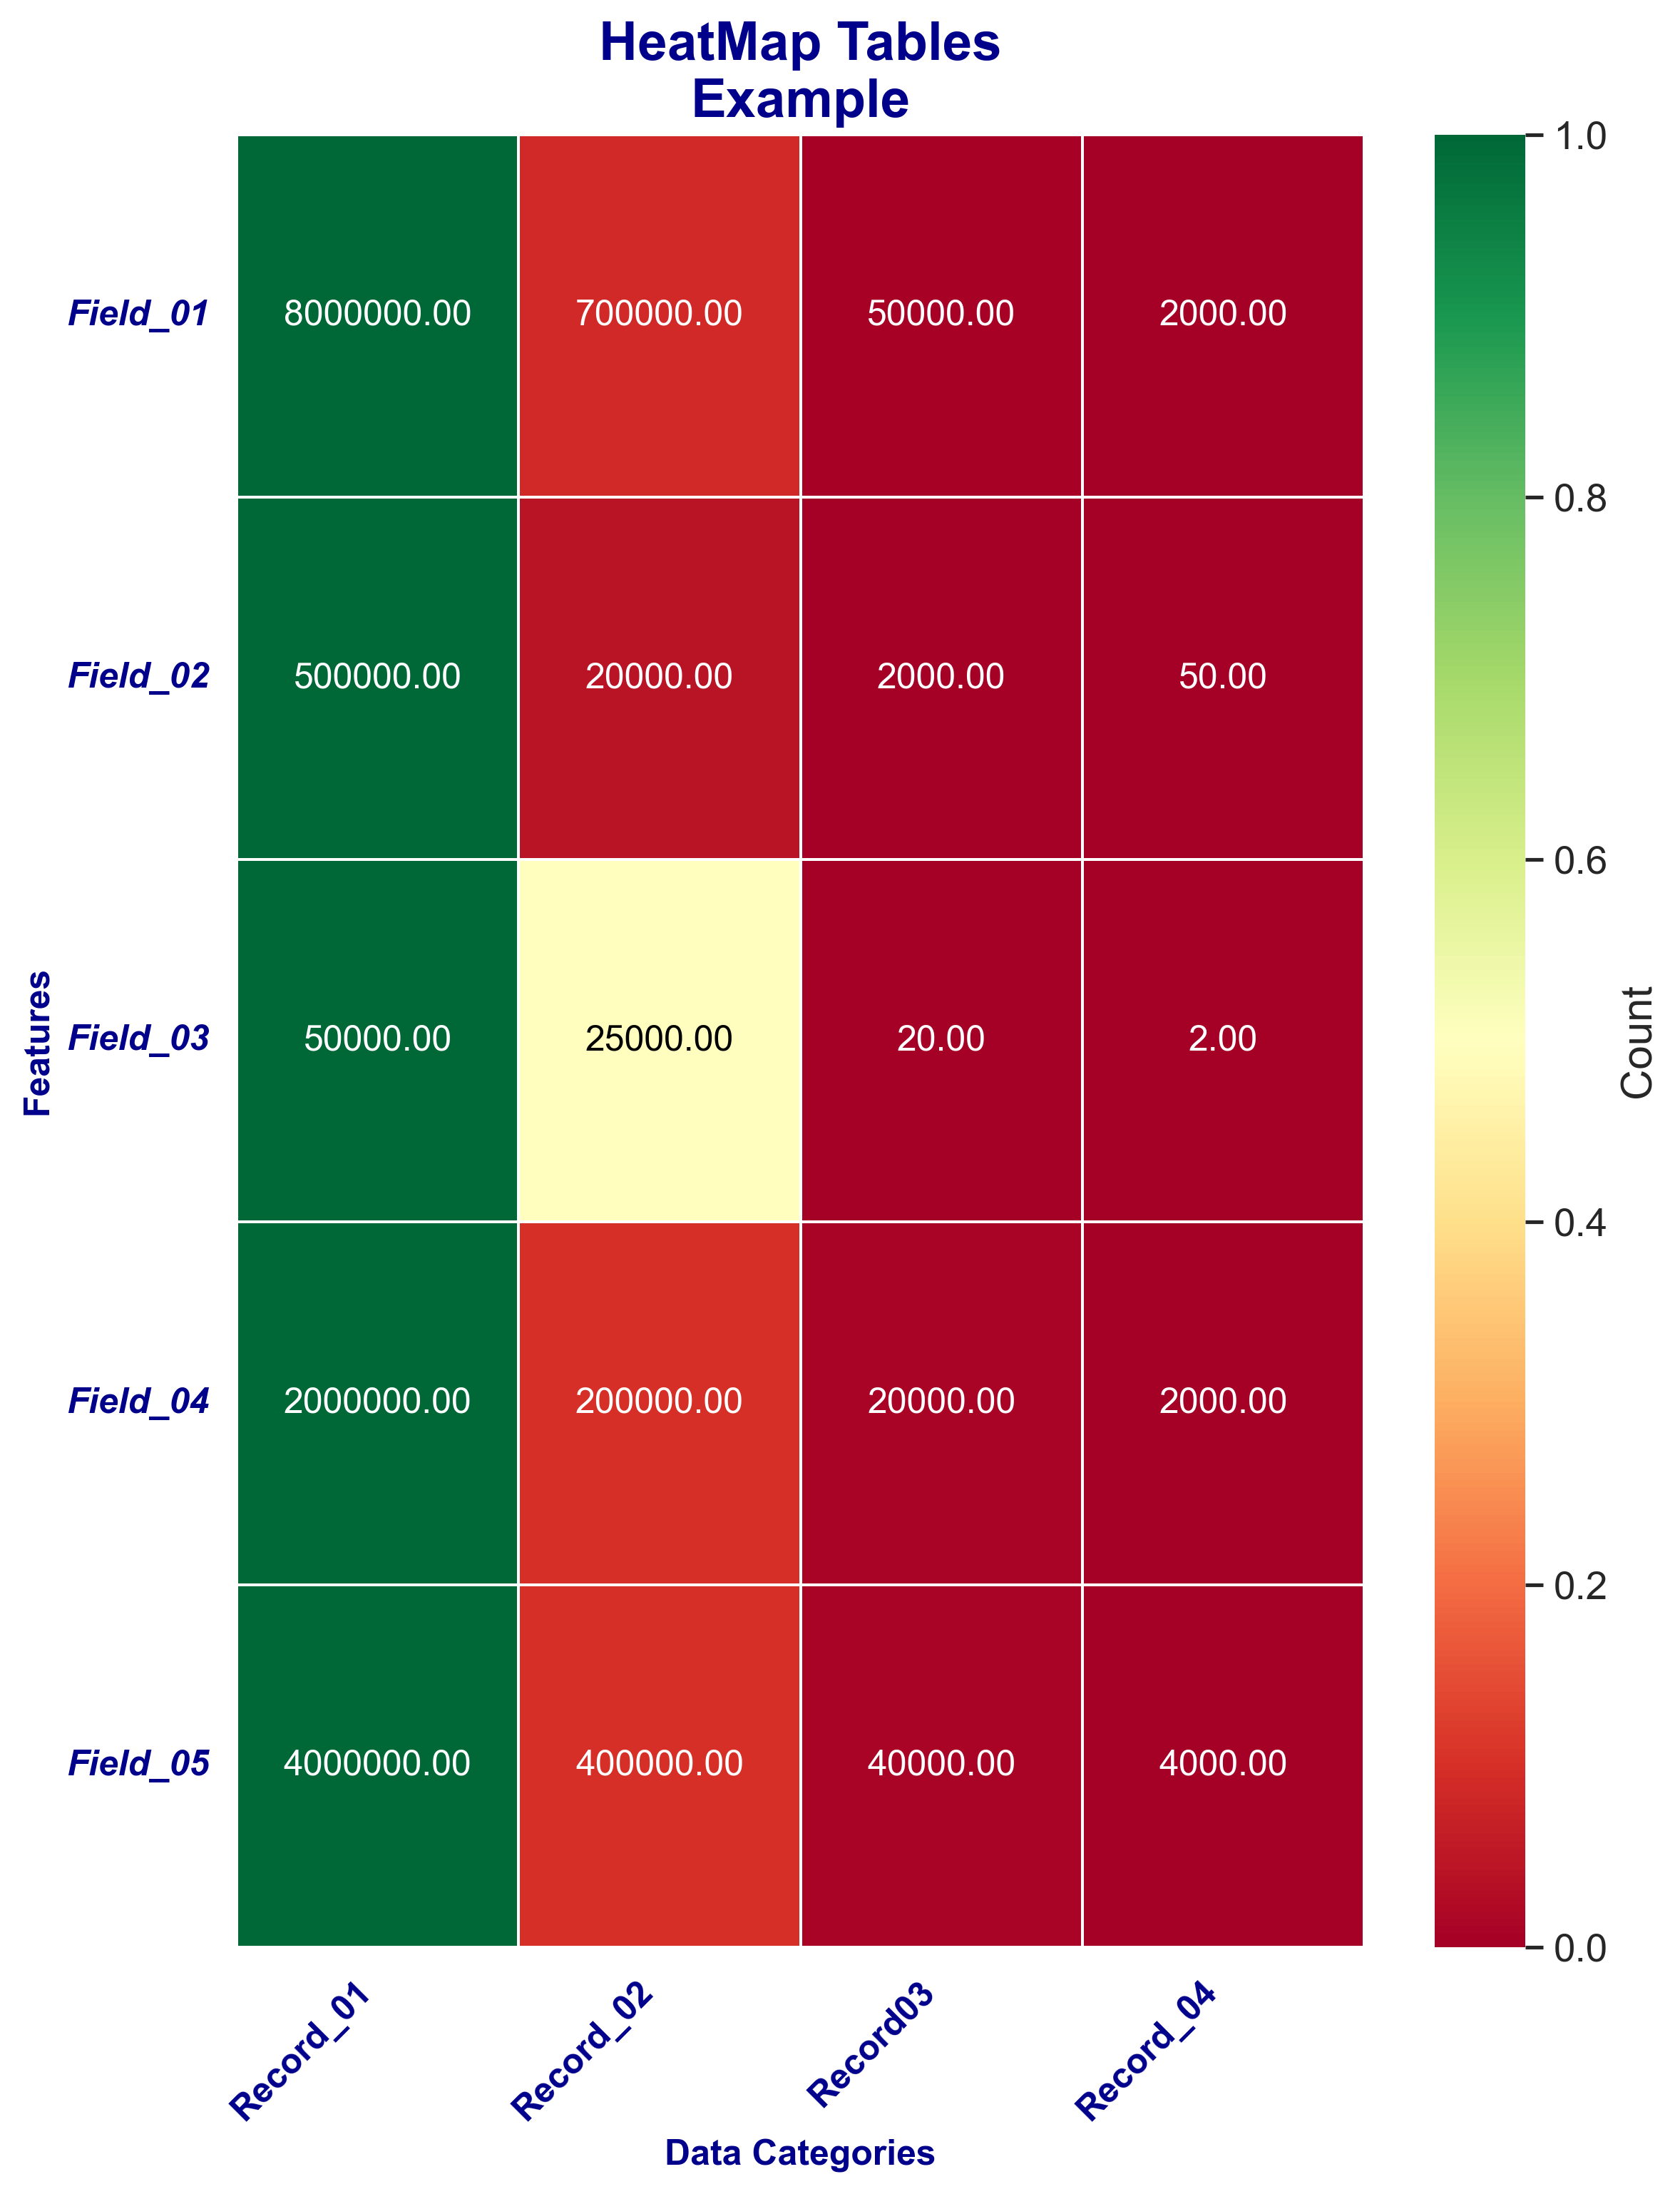 HeatMap Tables
Example
Field_01 8000000.00 700000.00 50000.00 2000.00
Field_02 500000.00 20000.00 2000.00 50.00
Field_03 50000.00 25000.00 20.00 2.00
Field_04 2000000.00 200000.00 20000.00 2000.00
Field_05 4000000.00 400000.00 40000.00 4000.00
Features
Record_01 Record_02 Record03 Record_04
Data Categories
1.0
0.8
0.6
0.4
0.2
0.0
Count